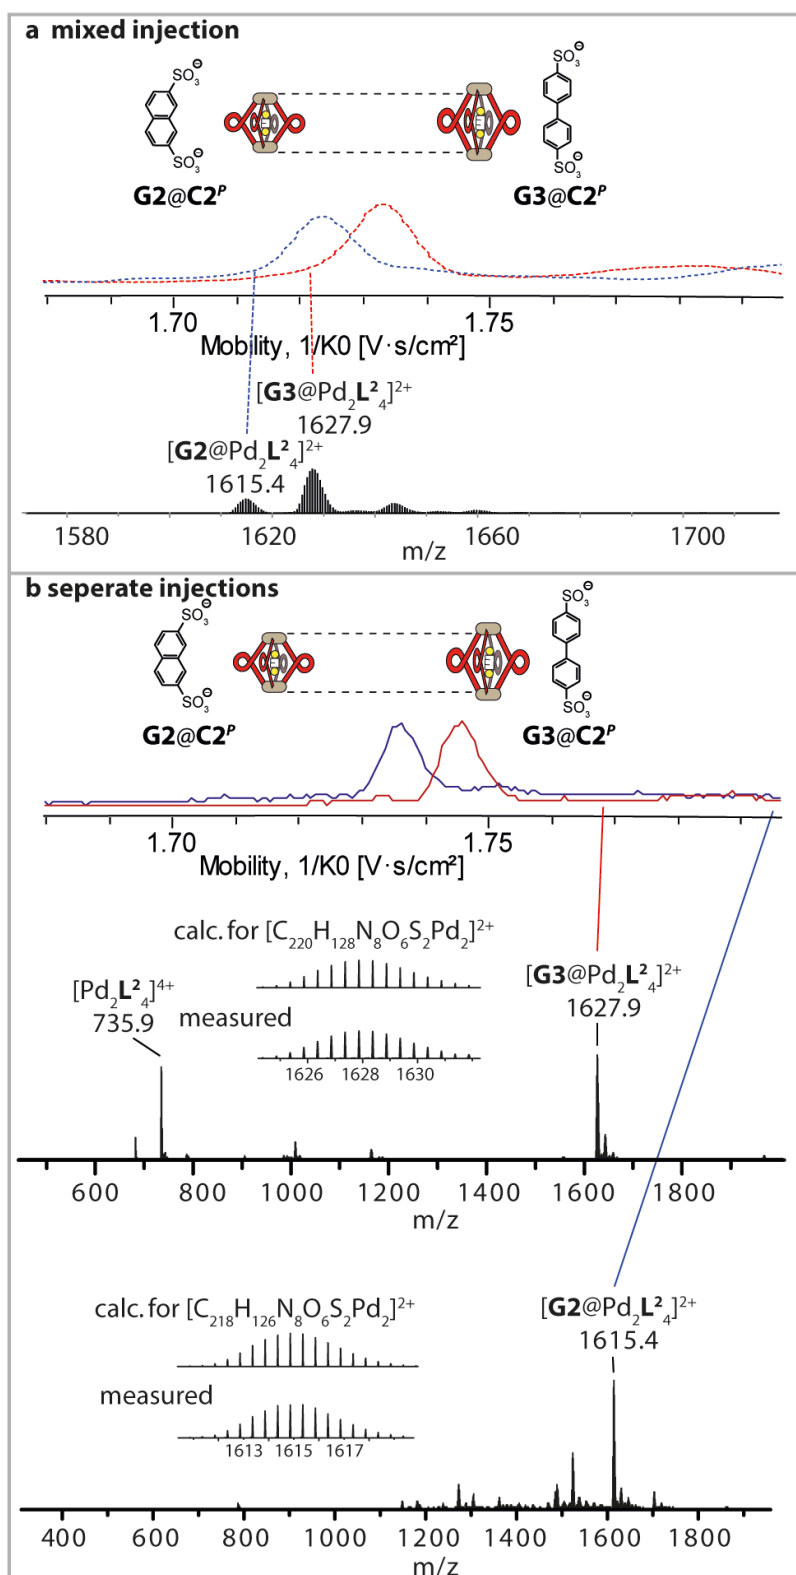 a mixed injection
SO3⊖
SO3⊖
G2@C2ᴾ
SO3⊖
SO3⊖
G3@C2ᴾ
1.70 1.75
Mobility, 1/K0 [V·s/cm²]
[G3@Pd₂L²₄]²⁺
1627.9
[G2@Pd₂L²₄]²⁺
1615.4
1580 1620 1660 1700
m/z
b seperate injections
SO3⊖
SO3⊖
G2@C2ᴾ
SO3⊖
SO3⊖
G3@C2ᴾ
1.70 1.75
Mobility, 1/K0 [V·s/cm²]
calc. for [C₂₂₀H₁₂₈N₈O₆S₂Pd₂]²⁺
[Pd₂L²₄]⁴⁺
735.9
measured
1626 1628 1630
[G3@Pd₂L²₄]²⁺
1627.9
600 800 1000 1200 1400 1600 1800
m/z
calc. for [C₂₁₈H₁₂₆N₈O₆S₂Pd₂]²⁺
measured
1613 1615 1617
[G2@Pd₂L²₄]²⁺
1615.4
400 600 800 1000 1200 1400 1600 1800
m/z